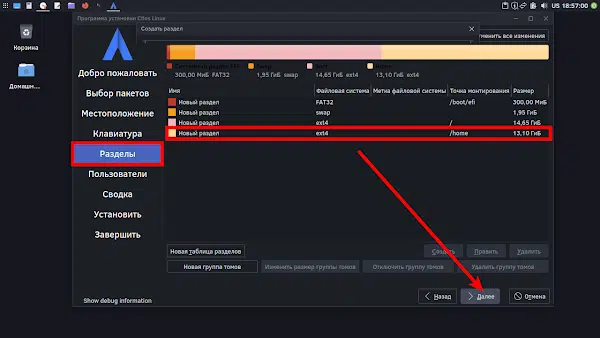 US 18:57:00
Корзина
Домашн...
Программа установки Citex Linux
Создать раздел
тменить все изменения
300,00 МиБ FAT32
1,95 ГиБ swap
14,65 ГиБ ext4
13,10 ГиБ ext4
Добро пожаловать
Выбор пакетов
Местоположение
Клавиатура
Разделы
Пользователи
Сводка
Установить
Завершить
Имя Файловая система Метка файловой системы Точка монтирования Размер
Новый раздел FAT32 /boot/efi 300,00 МиБ
Новый раздел swap 1,95 ГиБ
Новый раздел ext4 / 14,65 ГиБ
Новый раздел ext4 /home 13,10 ГиБ
Новая таблица разделов Создать Править Удалить
Новая группа томов Изменить размер группы томов Отключить группу томов Удалить группу томов
Show debug information
Назад Далее Отмена